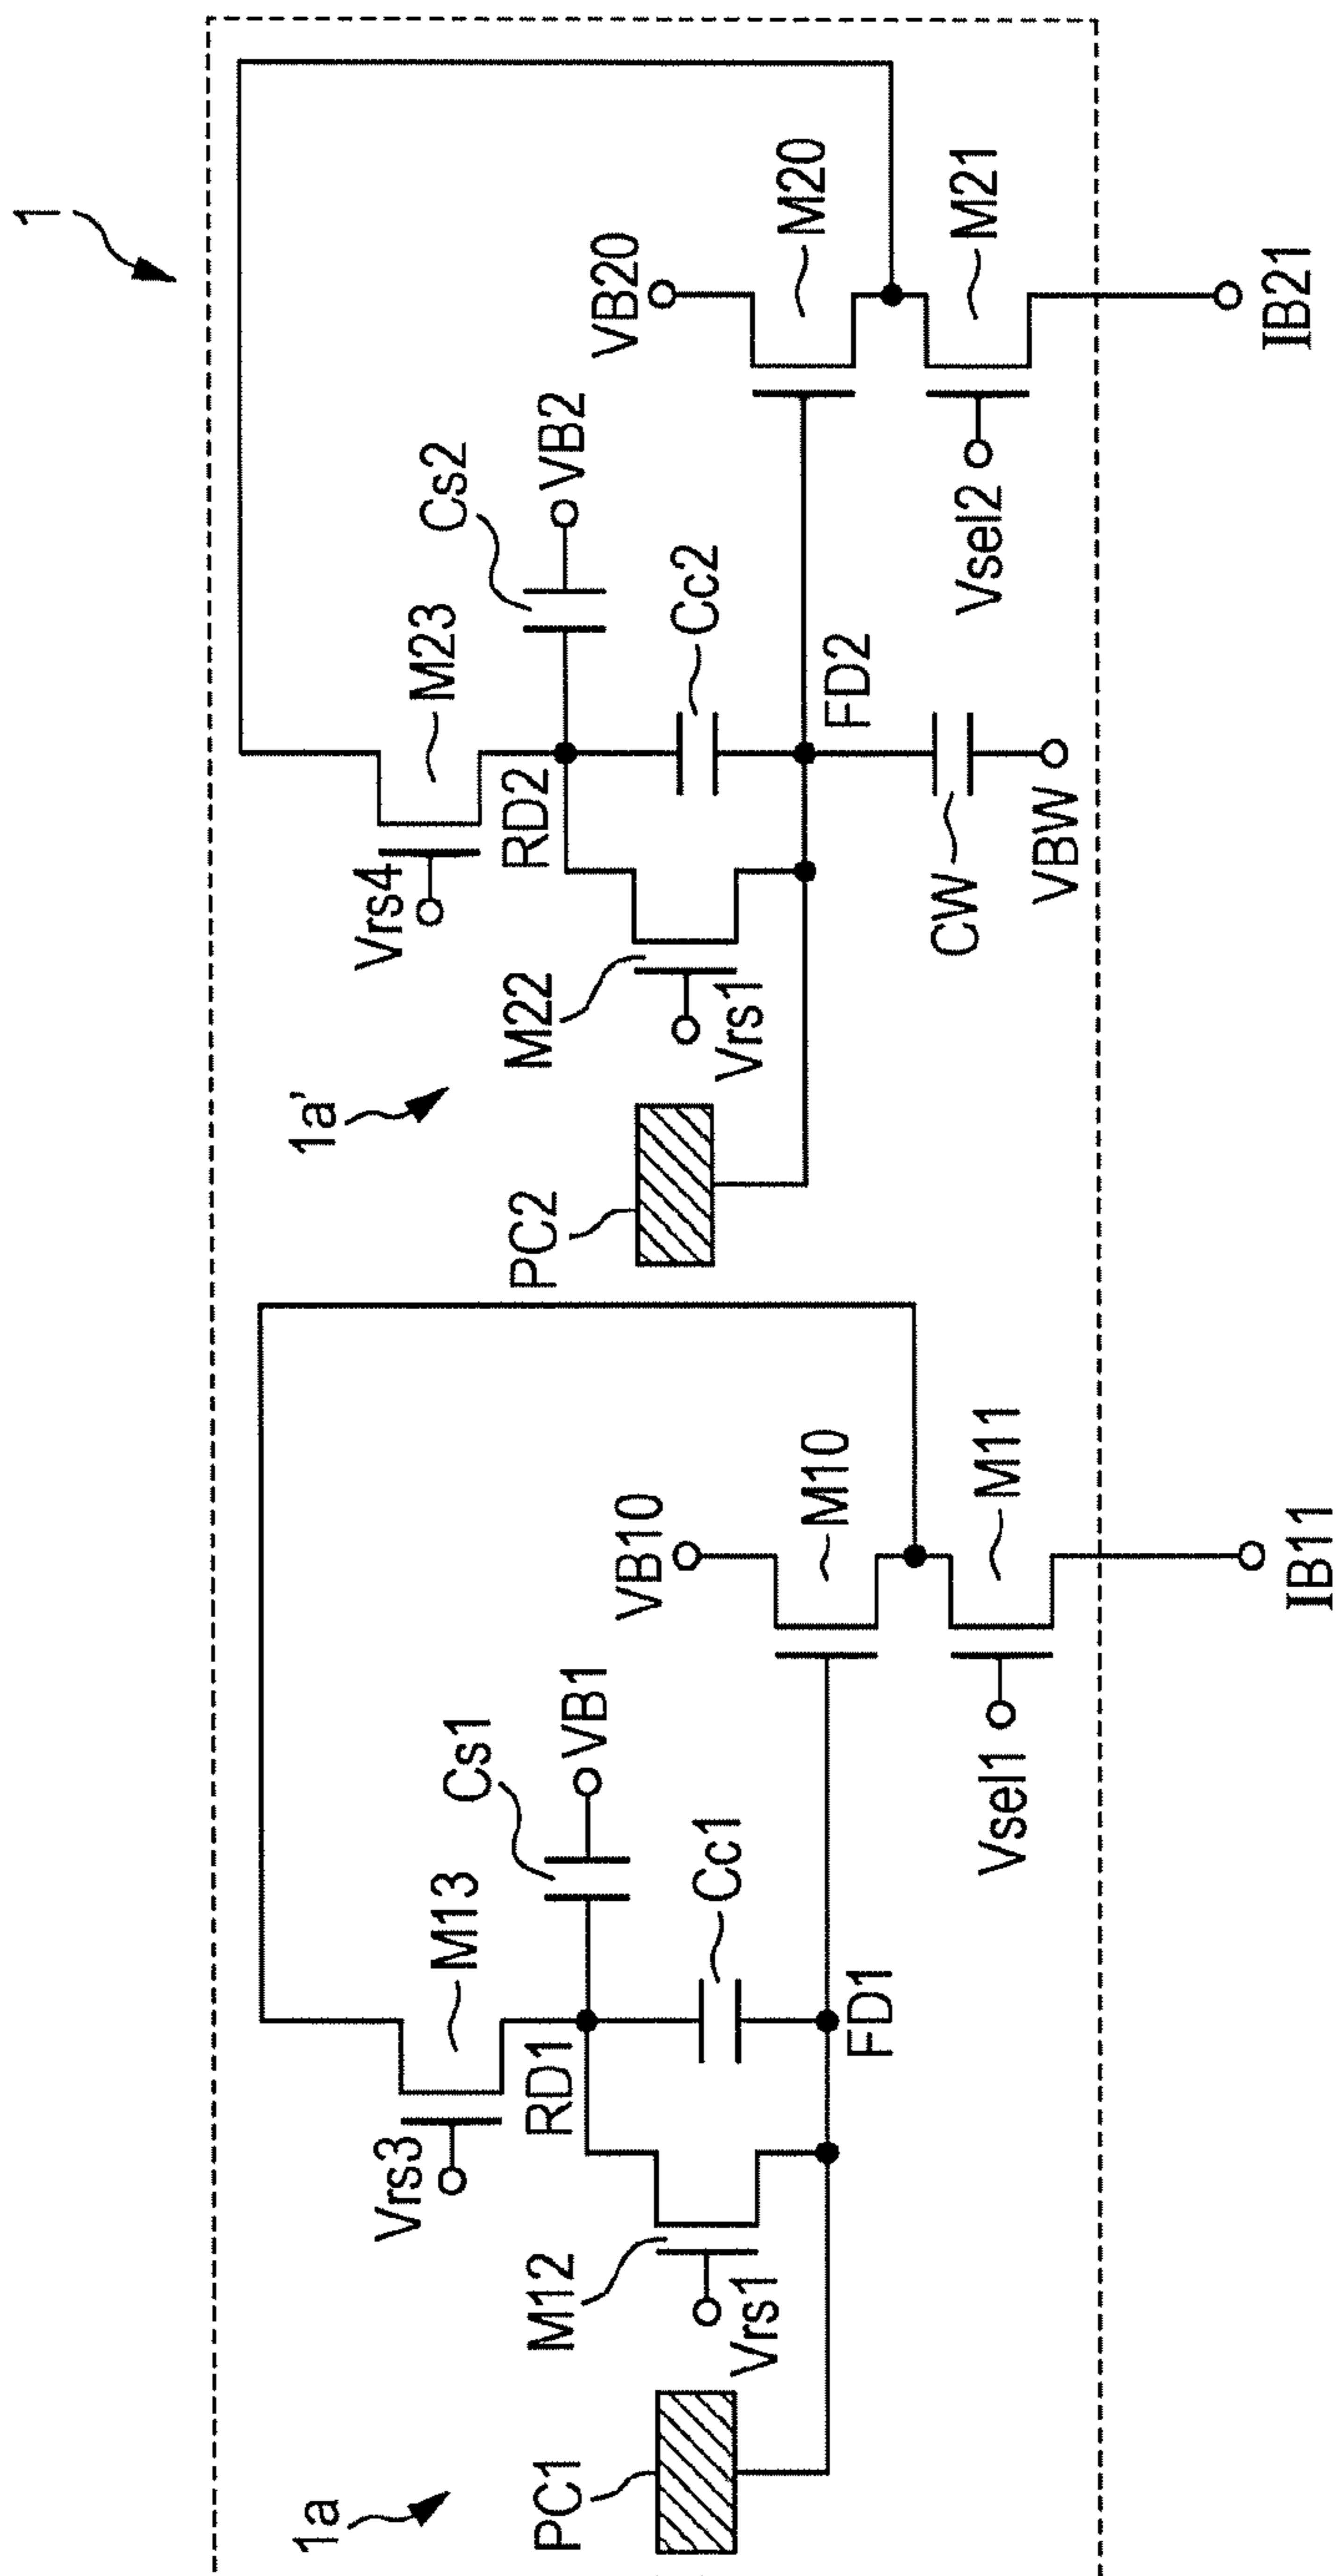 1
1a
PC1
M12
Vrs1
Vrs3
M13
RD1
Cs1
VB1
Cc1
FD1
VB10
M10
M11
Vsel1
IB11
1a'
PC2
M22
Vrs1
Vrs4
M23
RD2
Cs2
VB2
Cc2
FD2
CW
VBW
VB20
M20
M21
Vsel2
IB21